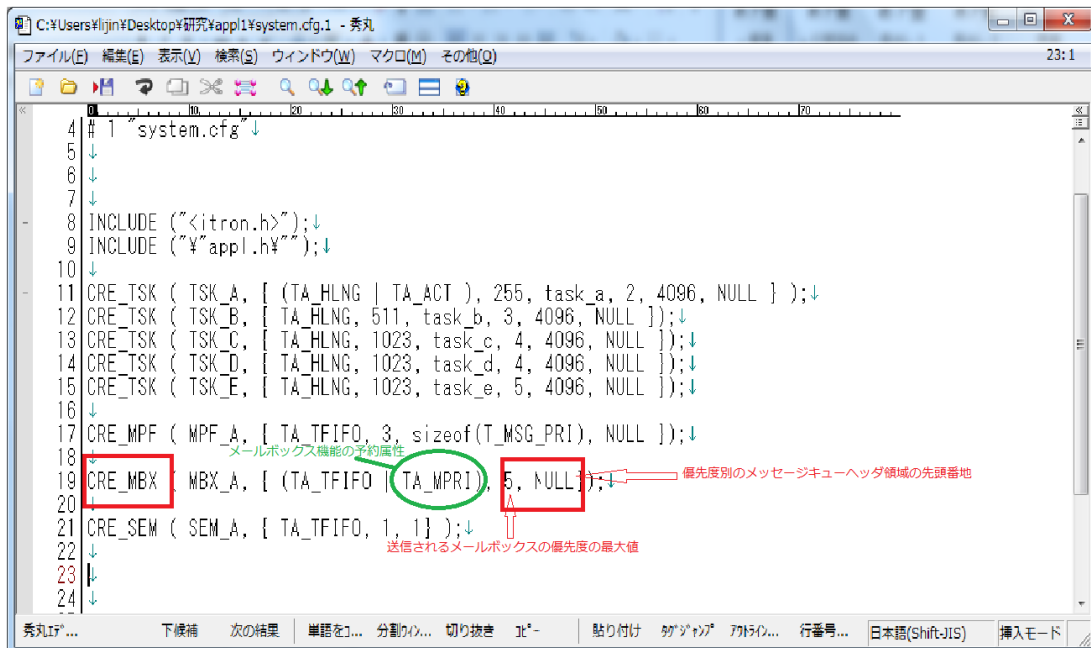 C:¥Users¥lijin¥Desktop¥研究¥appl1¥system.cfg.1 - 秀丸
ファイル(F) 編集(E) 表示(V) 検索(S) ウィンドウ(W) マクロ(M) その他(O) 23:1
0 10 20 30 40 50 60 70
4 # 1 "system.cfg"↓
5 ↓
6 ↓
7 ↓
8 INCLUDE ("<itron.h>");↓
9 INCLUDE ("¥"appl.h¥"");↓
10 ↓
11 CRE_TSK ( TSK_A, { (TA_HLNG | TA_ACT ), 255, task_a, 2, 4096, NULL } );↓
12 CRE_TSK ( TSK_B, { TA_HLNG, 511, task_b, 3, 4096, NULL });↓
13 CRE_TSK ( TSK_C, { TA_HLNG, 1023, task_c, 4, 4096, NULL });↓
14 CRE_TSK ( TSK_D, { TA_HLNG, 1023, task_d, 4, 4096, NULL });↓
15 CRE_TSK ( TSK_E, { TA_HLNG, 1023, task_e, 5, 4096, NULL });↓
16 ↓
17 CRE_MPF ( MPF_A, { TA_TFIFO, 3, sizeof(T_MSG_PRI), NULL });↓
メールボックス機能の予約属性
18 ↓
19 CRE_MBX ( MBX_A, { (TA_TFIFO | TA_MPRI), 5, NULL});↓
優先度別のメッセージキューヘッダ領域の先頭番地
20 ↓
21 CRE_SEM ( SEM_A, { TA_TFIFO, 1, 1} );↓
送信されるメールボックスの優先度の最大値
22 ↓
23 ↓
24 ↓
秀丸ｴﾃﾞ... 下候補 次の結果 単語をｺ... 分割ｳｨﾝ... 切り抜き ｺﾋﾟｰ 貼り付け ﾀｸﾞｼﾞｬﾝﾌﾟ ｱｳﾄﾗｲﾝ... 行番号... 日本語(Shift-JIS) 挿入モード